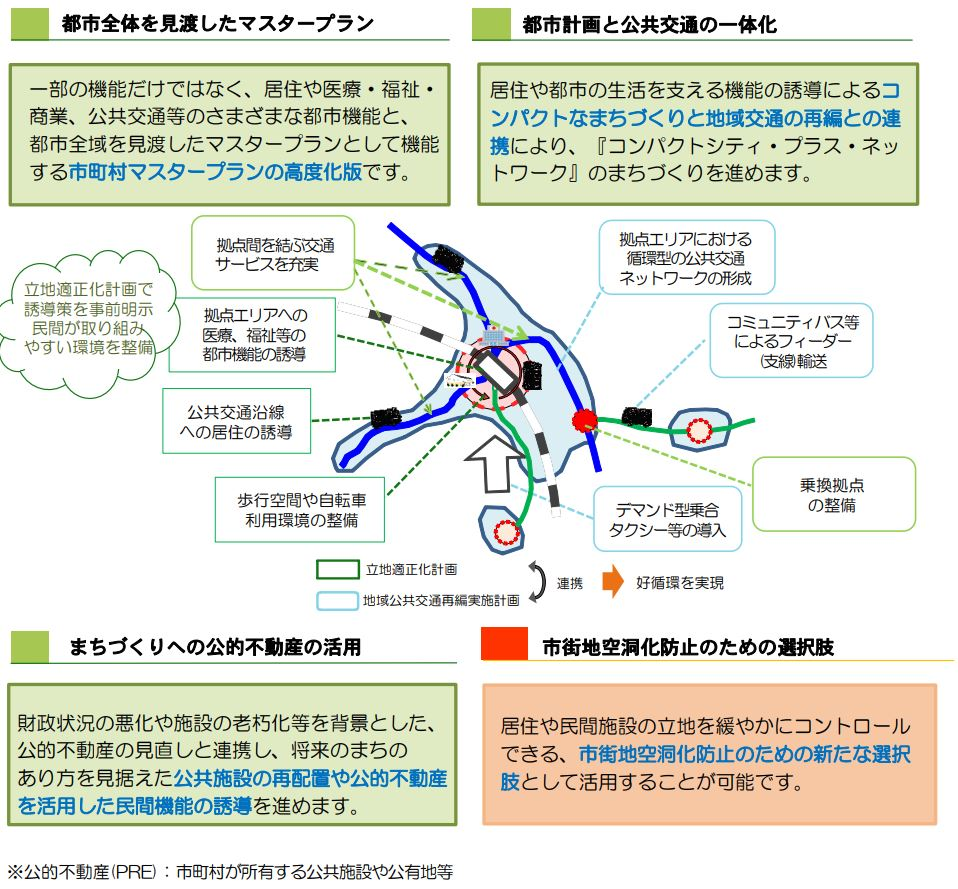 都市全体を見渡したマスタープラン
一部の機能だけではなく、居住や医療・福祉・
商業、公共交通等のさまざまな都市機能と、
都市全域を見渡したマスタープランとして機能
する市町村マスタープランの高度化版です。
都市計画と公共交通の一体化
居住や都市の生活を支える機能の誘導によるコ
ンパクトなまちづくりと地域交通の再編との連
携により、『コンパクトシティ・プラス・ネッ
トワーク』のまちづくりを進めます。
立地適正化計画で
誘導策を事前明示
民間が取り組み
やすい環境を整備
拠点間を結ぶ交通
サービスを充実
拠点エリアへの
医療、福祉等の
都市機能の誘導
公共交通沿線
への居住の誘導
歩行空間や自転車
利用環境の整備
拠点エリアにおける
循環型の公共交通
ネットワークの形成
コミュニティバス等
によるフィーダー
(支線)輸送
乗換拠点
の整備
デマンド型乗合
タクシー等の導入
立地適正化計画
地域公共交通再編実施計画
連携
好循環を実現
まちづくりへの公的不動産の活用
財政状況の悪化や施設の老朽化等を背景とした、
公的不動産の見直しと連携し、将来のまちの
あり方を見据えた公共施設の再配置や公的不動産
を活用した民間機能の誘導を進めます。
市街地空洞化防止のための選択肢
居住や民間施設の立地を緩やかにコントロール
できる、市街地空洞化防止のための新たな選択
肢として活用することが可能です。
※公的不動産(PRE)：市町村が所有する公共施設や公有地等